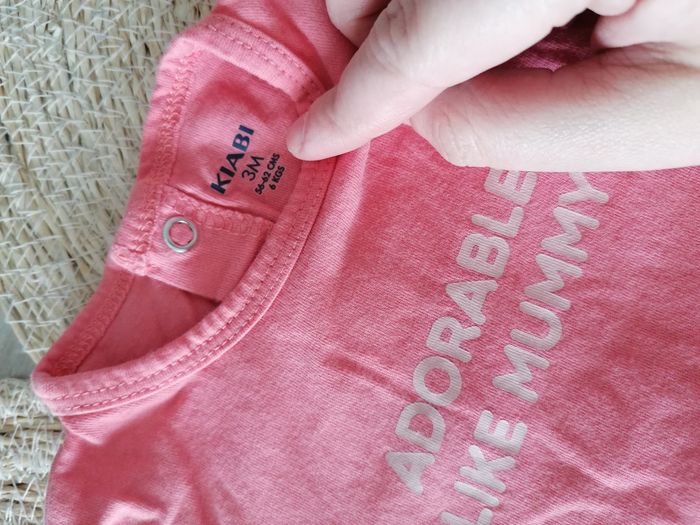 KIABI
3M
56-62 CMS
6 KGS
ADORABLE
LIKE MUMMY